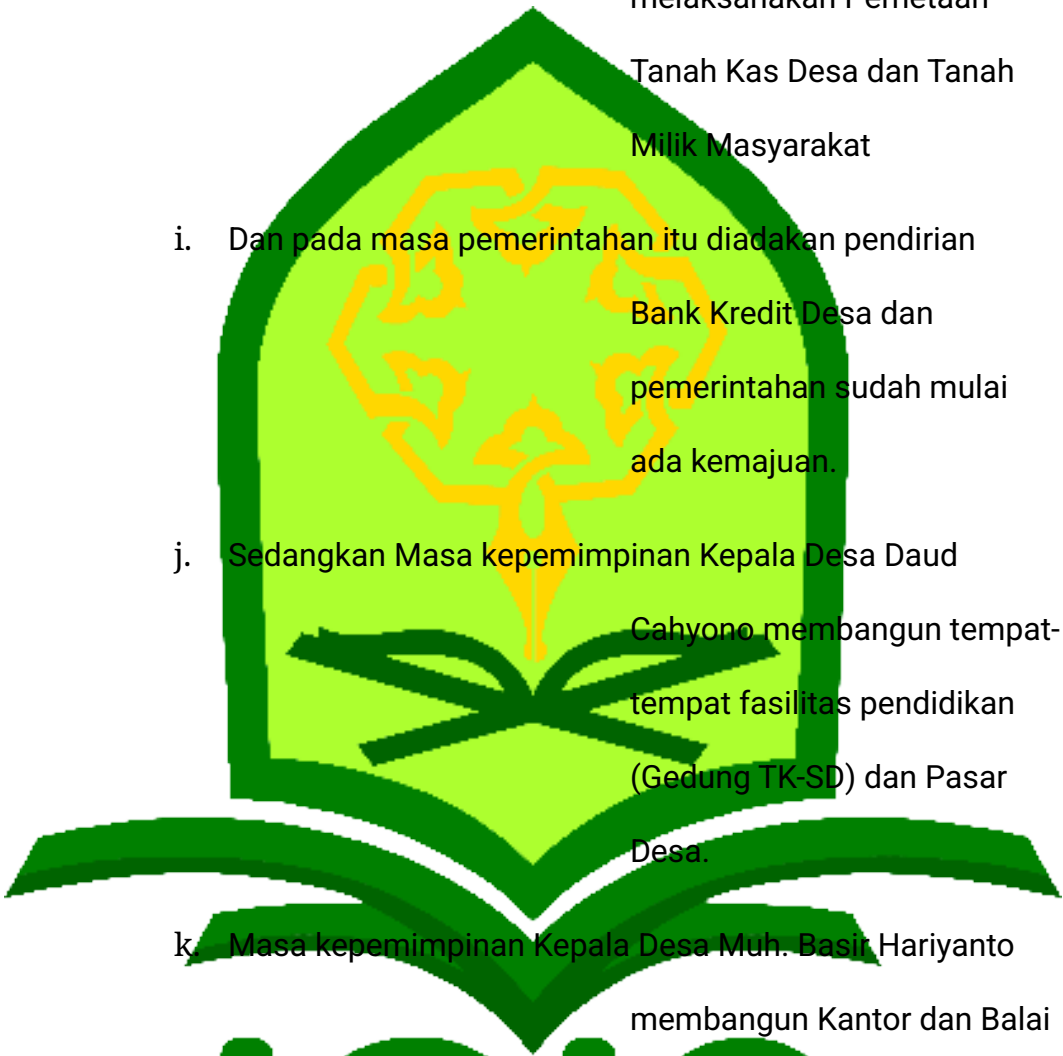 melaksanakan Pemetaan
Tanah Kas Desa dan Tanah
Milik Masyarakat
i. Dan pada masa pemerintahan itu diadakan pendirian
Bank Kredit Desa dan
pemerintahan sudah mulai
ada kemajuan.
j. Sedangkan Masa kepemimpinan Kepala Desa Daud
Cahyono membangun tempat-
tempat fasilitas pendidikan
(Gedung TK-SD) dan Pasar
Desa.
k. Masa kepemimpinan Kepala Desa Muh. Basir Hariyanto
membangun Kantor dan Balai